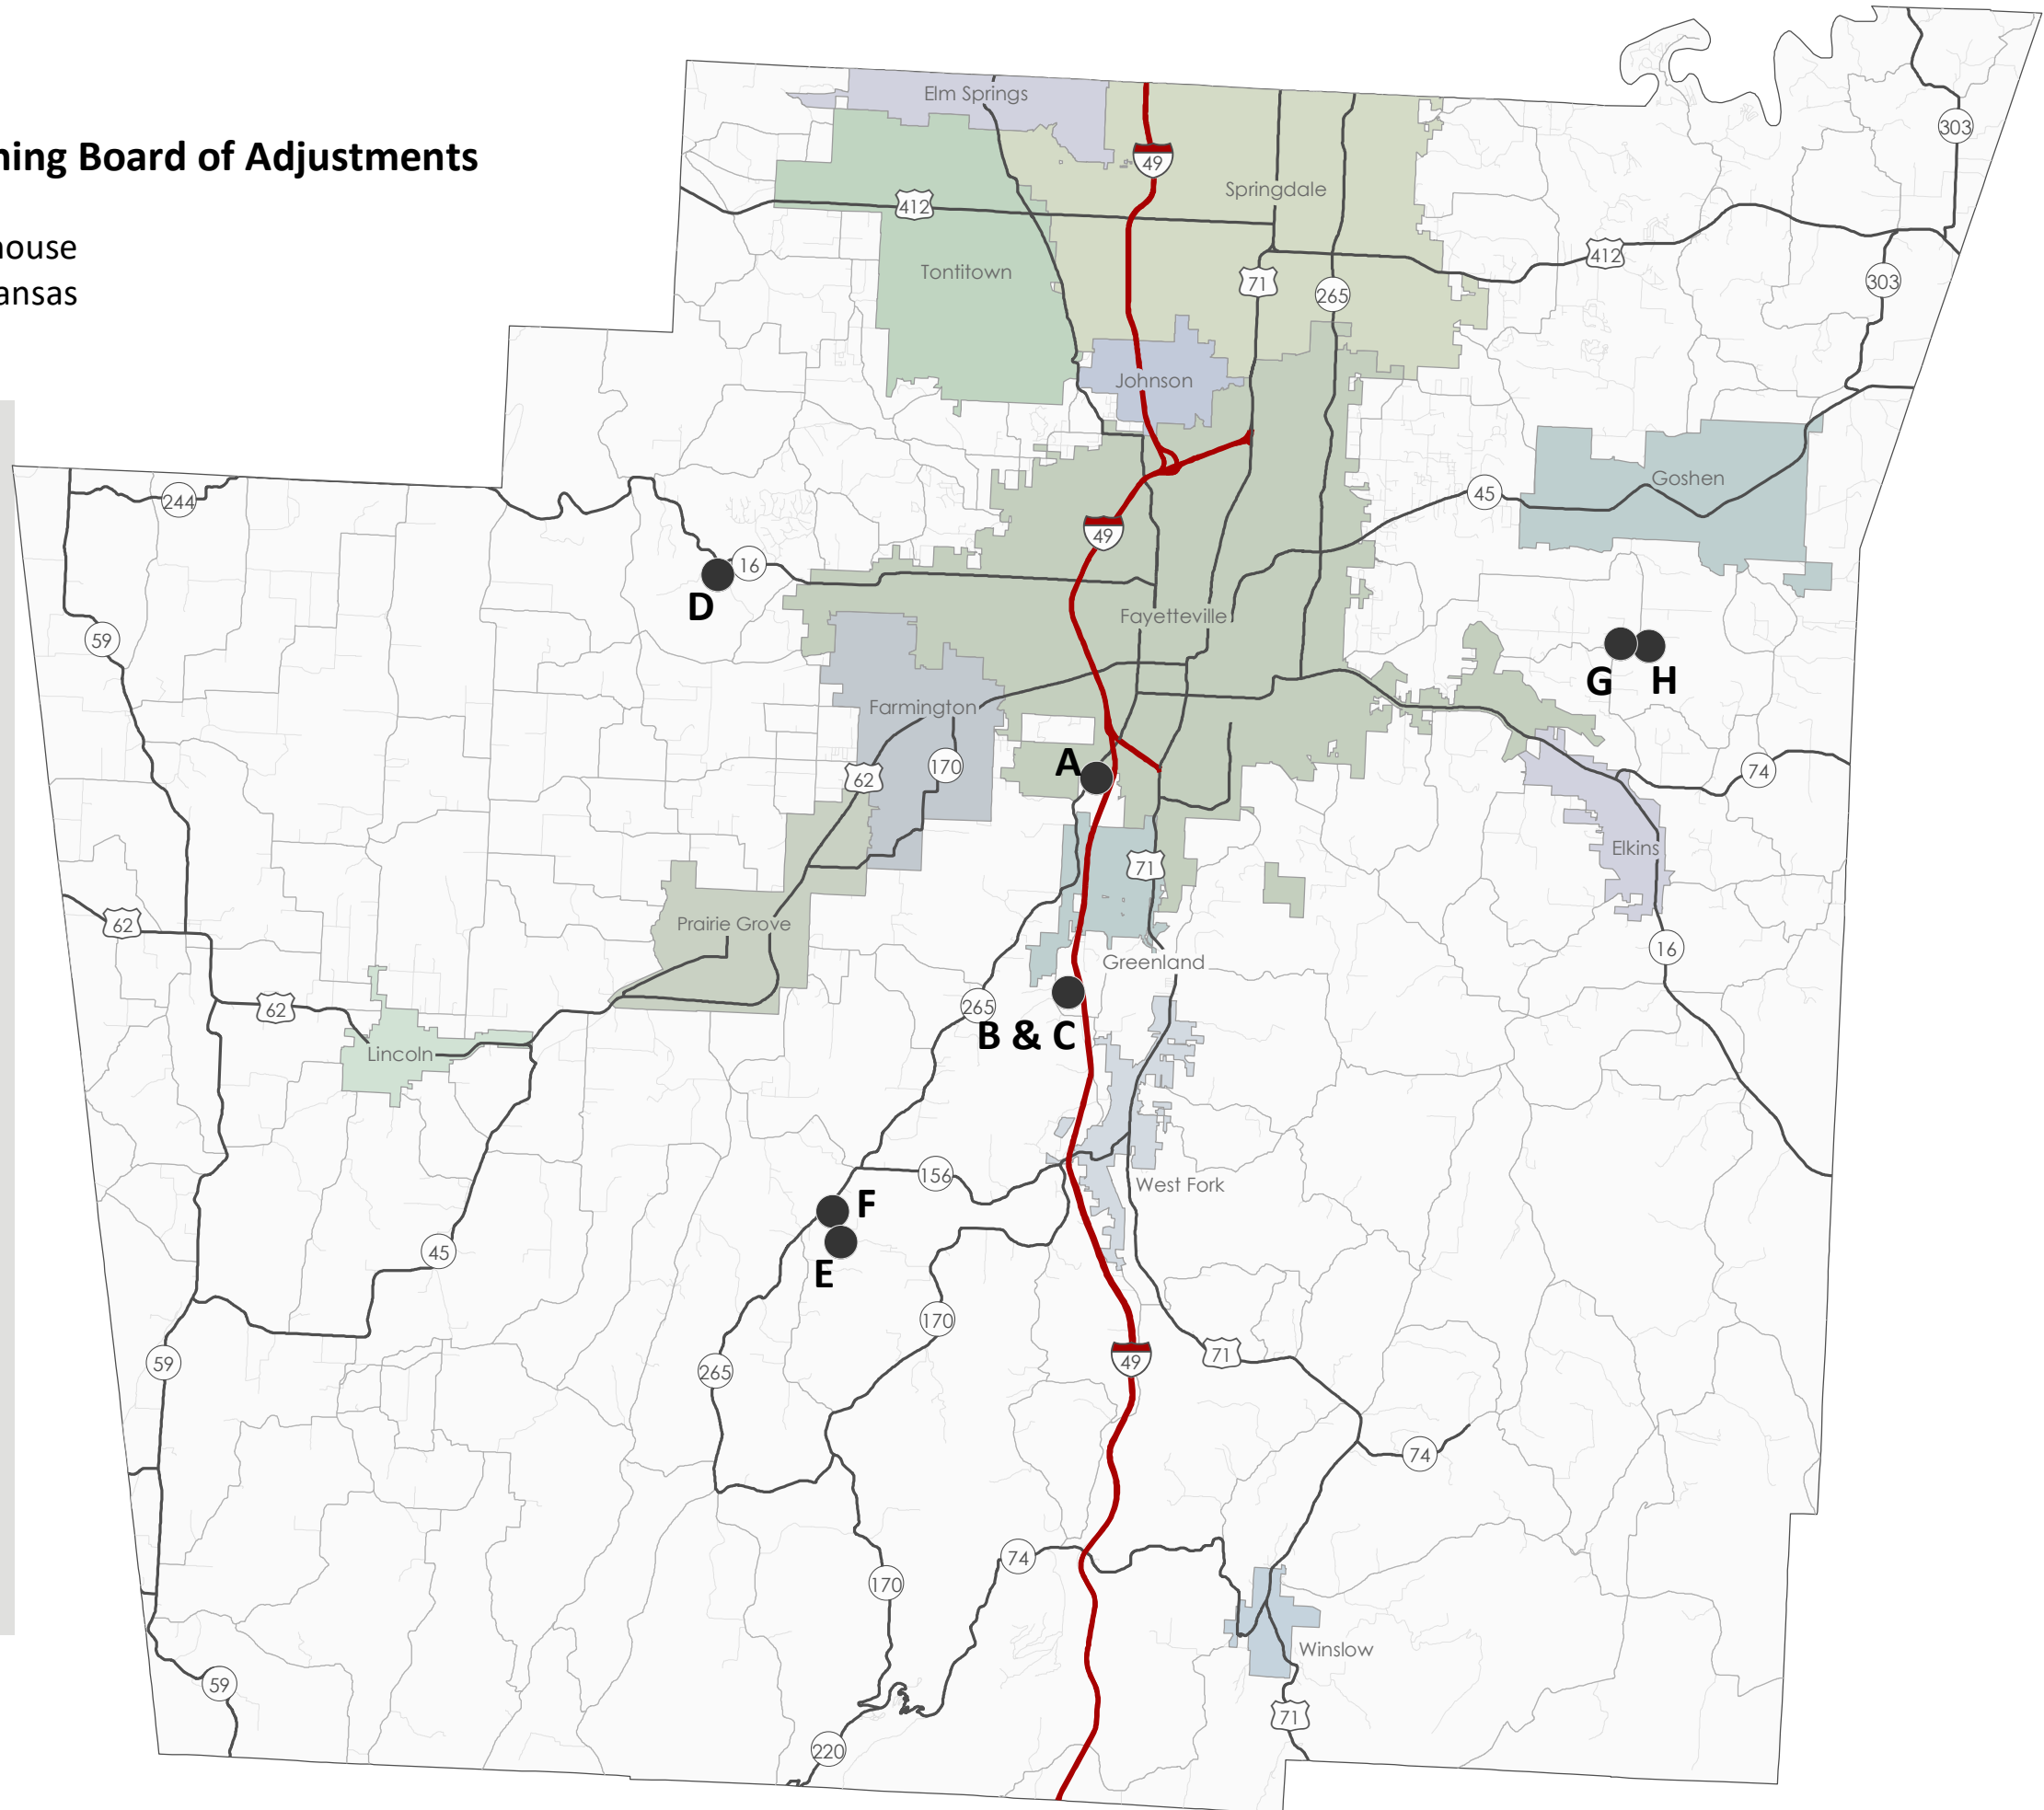 ning Board of Adjustments
house
ansas
Elm Springs
303
49
Springdale
412
412
Tontitown
71
265
303
Johnson
Goshen
45
244
49
16
D
Fayetteville
59
G H
Farmington
A
170
62
74
Elkins
71
Prairie Grove
62
16
Greenland
265
62
B & C
Lincoln
156
West Fork
F
45
E
170
49
71
59
265
74
74
170
Winslow
59
71
220